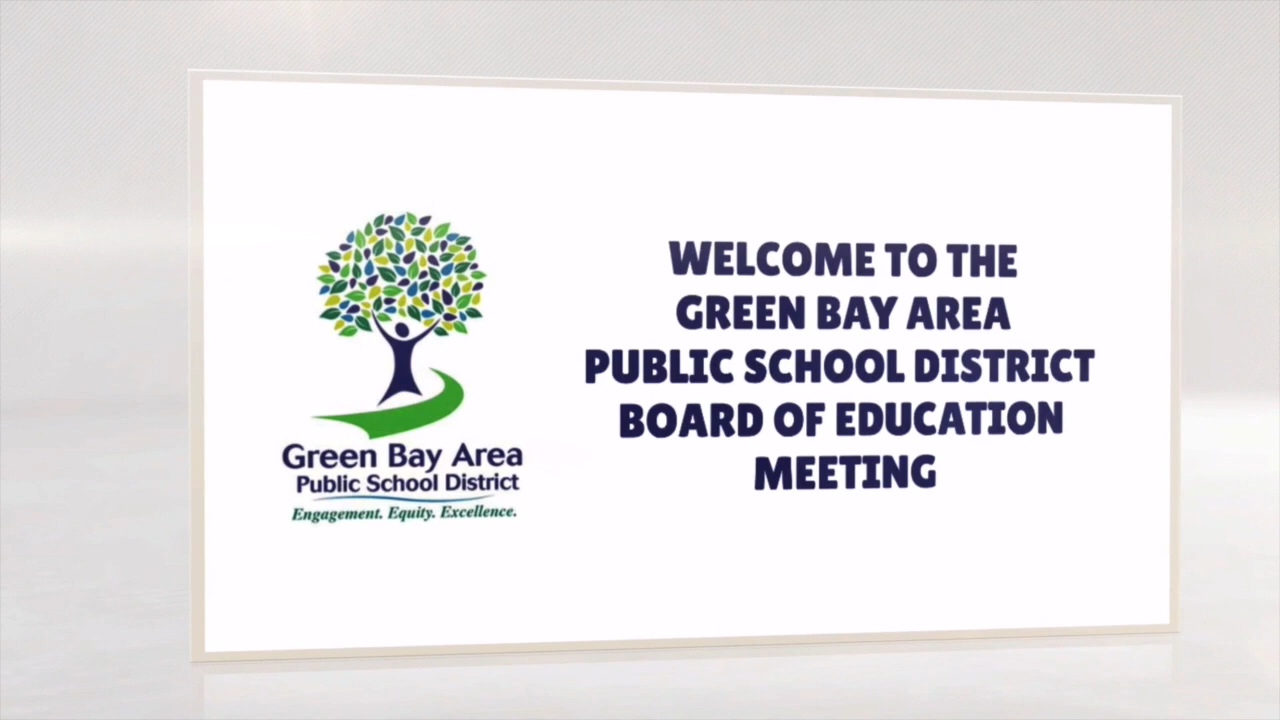 WELCOME TO THE
GREEN BAY AREA
PUBLIC SCHOOL DISTRICT
BOARD OF EDUCATION
MEETING
Green Bay Area
Public School District
Engagement. Equity. Excellence.